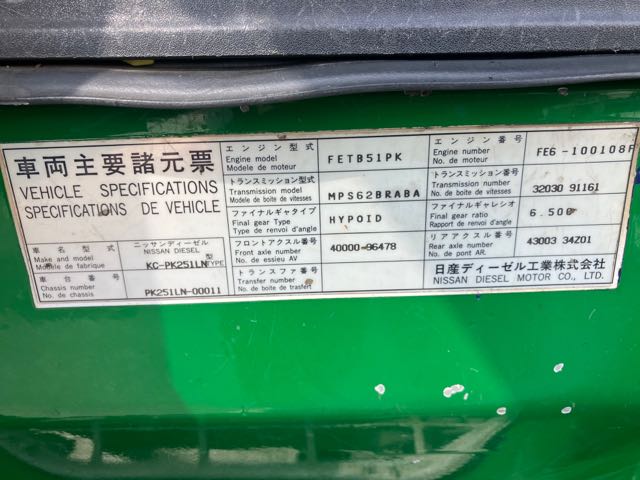 車両主要諸元票
VEHICLE SPECIFICATIONS
SPECIFICATIONS DE VEHICLE
車名型式
Make and model
Modele de fabrique
ニッサンディーゼル
NISSAN DIESEL
KC-PK251LN
TYPE
車台番号
Chassis number
No. de chassis
PK251LN-00011
エンジン型式
Engine model
Modele de moteur
FETB51PK
トランスミッション型式
Transmission model
Modele de boite de vitesses
MPS62BRABA
ファイナルギヤタイプ
Final gear Type
Type de renvoi d'angle
HYPOID
フロントアクスル番号
Front axle number
No. de essieu AV
40000-96478
トランスファ番号
Transfer number
No. de boite de trasfert
エンジン番号
Engine number
No. de moteur
FE6 -100108F
トランスミッション番号
Transmission number
No. de boite de vitesses
32030 91161
ファイナルギャレシオ
Final gear ratio
Rapport de renvoi d'angle
6.500
リアアクスル番号
Rear axle number
No. de pont AR.
43003 34Z01
日産ディーゼル工業株式会社
NISSAN DIESEL MOTOR CO., LTD.